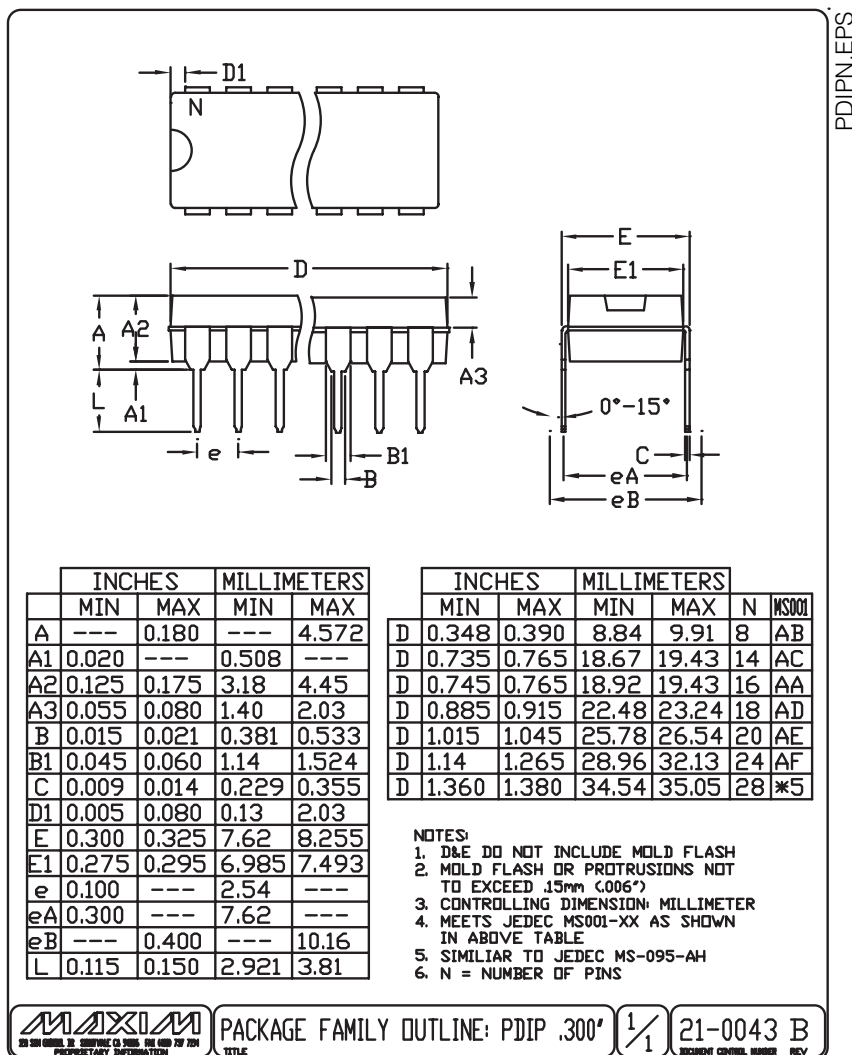 PDIPN.EPS
D1
N
D
E
E1
A
A2
A3
L
A1
0°-15°
e
B1
B
C
eA
eB
INCHES MILLIMETERS
MIN MAX MIN MAX
A --- 0.180 --- 4.572
A1 0.020 --- 0.508 ---
A2 0.125 0.175 3.18 4.45
A3 0.055 0.080 1.40 2.03
B 0.015 0.021 0.381 0.533
B1 0.045 0.060 1.14 1.524
C 0.009 0.014 0.229 0.355
D1 0.005 0.080 0.13 2.03
E 0.300 0.325 7.62 8.255
E1 0.275 0.295 6.985 7.493
e 0.100 --- 2.54 ---
eA 0.300 --- 7.62 ---
eB --- 0.400 --- 10.16
L 0.115 0.150 2.921 3.81
INCHES MILLIMETERS
MIN MAX MIN MAX N MS001
D 0.348 0.390 8.84 9.91 8 AB
D 0.735 0.765 18.67 19.43 14 AC
D 0.745 0.765 18.92 19.43 16 AA
D 0.885 0.915 22.48 23.24 18 AD
D 1.015 1.045 25.78 26.54 20 AE
D 1.14 1.265 28.96 32.13 24 AF
D 1.360 1.380 34.54 35.05 28 *5
NOTES:
1. D&E DO NOT INCLUDE MOLD FLASH
2. MOLD FLASH OR PROTRUSIONS NOT
TO EXCEED .15mm (.006")
3. CONTROLLING DIMENSION: MILLIMETER
4. MEETS JEDEC MS001-XX AS SHOWN
IN ABOVE TABLE
5. SIMILIAR TO JEDEC MS-095-AH
6. N = NUMBER OF PINS
MAXIM
PROPRIETARY INFORMATION
PACKAGE FAMILY OUTLINE: PDIP .300"
TITLE
1/1
21-0043 B
DOCUMENT CONTROL NUMBER REV